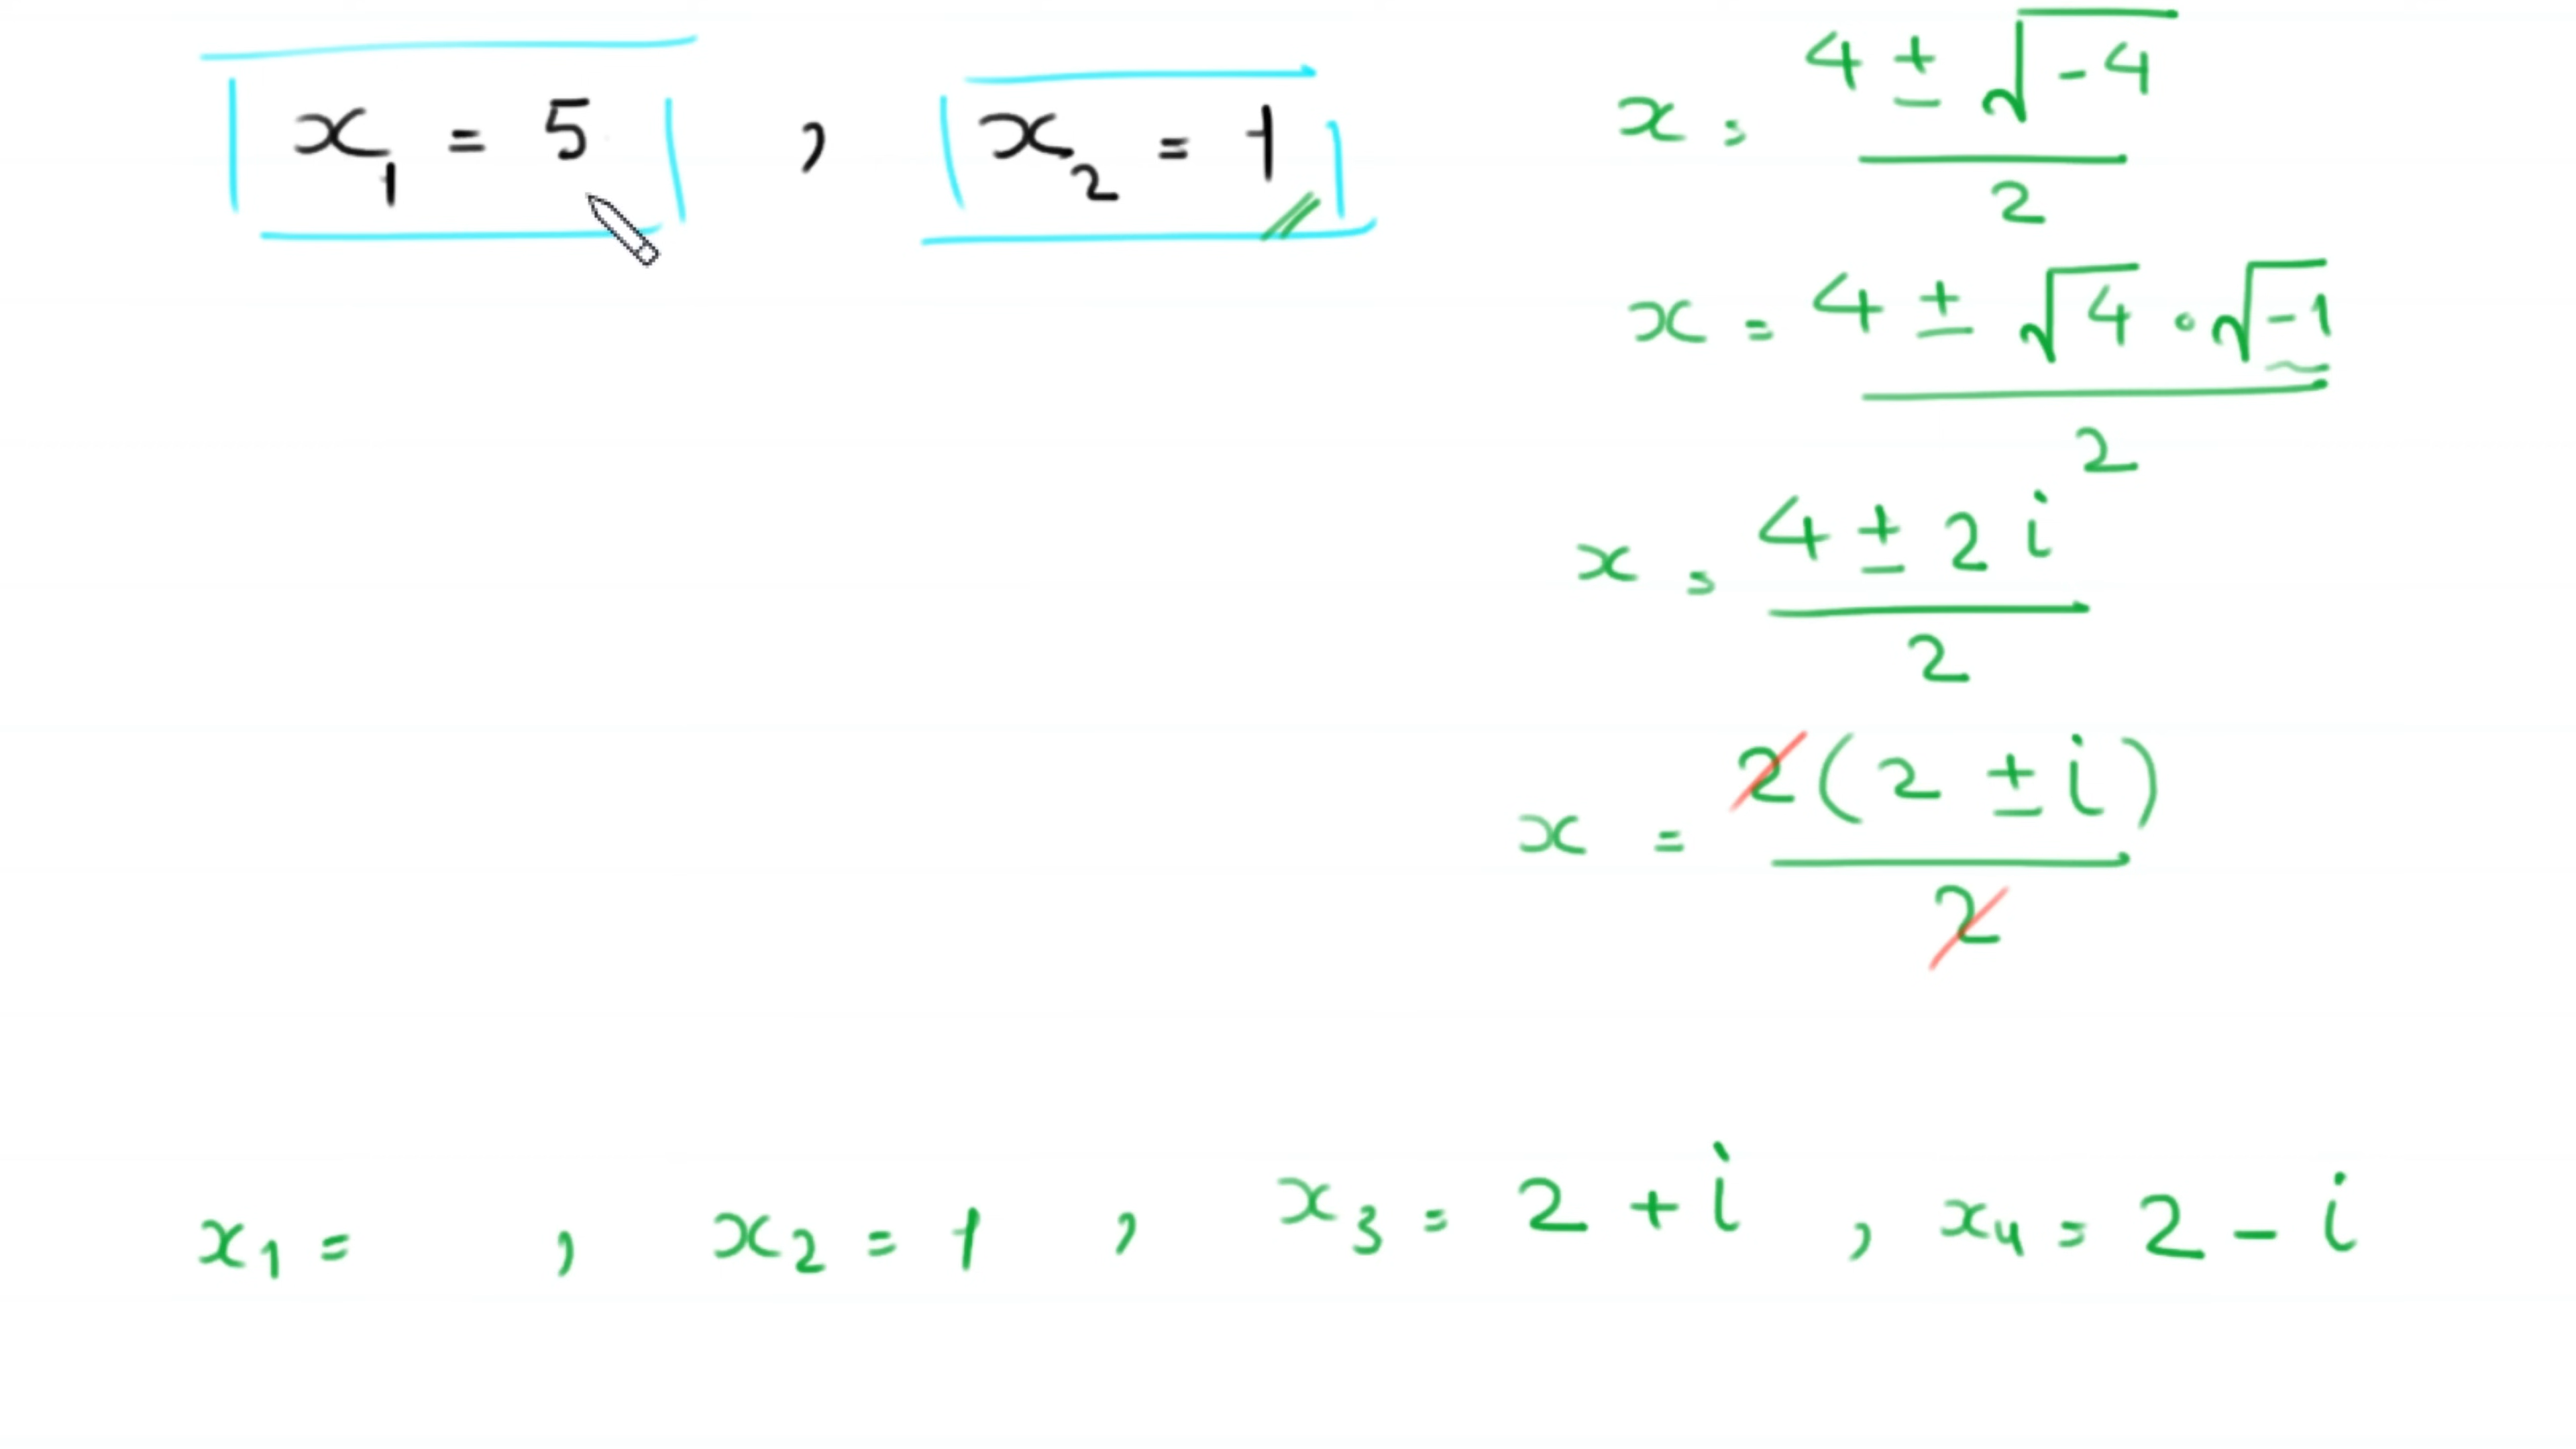 x₁ = 5 , x₂ = 1
x = (4 ± √-4) / 2
x = (4 ± √4 · √-1) / 2
x = (4 ± 2i) / 2
x = 2(2 ± i) / 2
x₁ = , x₂ = 1 , x₃ = 2 + i , x₄ = 2 - i